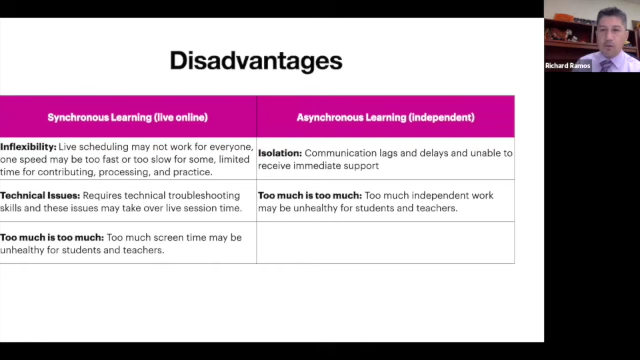 Disadvantages
Synchronous Learning (live online)
Asynchronous Learning (independent)
Inflexibility: Live scheduling may not work for everyone,
one speed may be too fast or too slow for some, limited
time for contributing, processing, and practice.
Isolation: Communication lags and delays and unable to
receive immediate support
Technical Issues: Requires technical troubleshooting
skills and these issues may take over live session time.
Too much is too much: Too much independent work
may be unhealthy for students and teachers.
Too much is too much: Too much screen time may be
unhealthy for students and teachers.
Richard Ramos